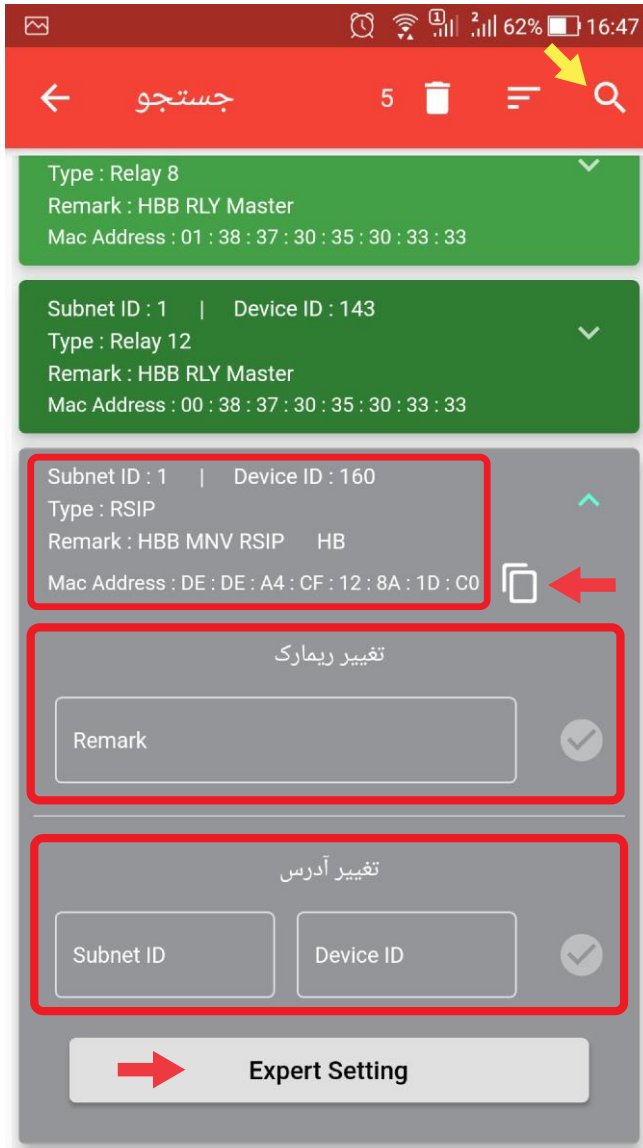 62% 16:47
جستجو 5
Type : Relay 8
Remark : HBB RLY Master
Mac Address : 01 : 38 : 37 : 30 : 35 : 30 : 33 : 33
Subnet ID : 1 | Device ID : 143
Type : Relay 12
Remark : HBB RLY Master
Mac Address : 00 : 38 : 37 : 30 : 35 : 30 : 33 : 33
Subnet ID : 1 | Device ID : 160
Type : RSIP
Remark : HBB MNV RSIP HB
Mac Address : DE : DE : A4 : CF : 12 : 8A : 1D : C0
تغییر ریمارک
Remark
تغییر آدرس
Subnet ID Device ID
Expert Setting